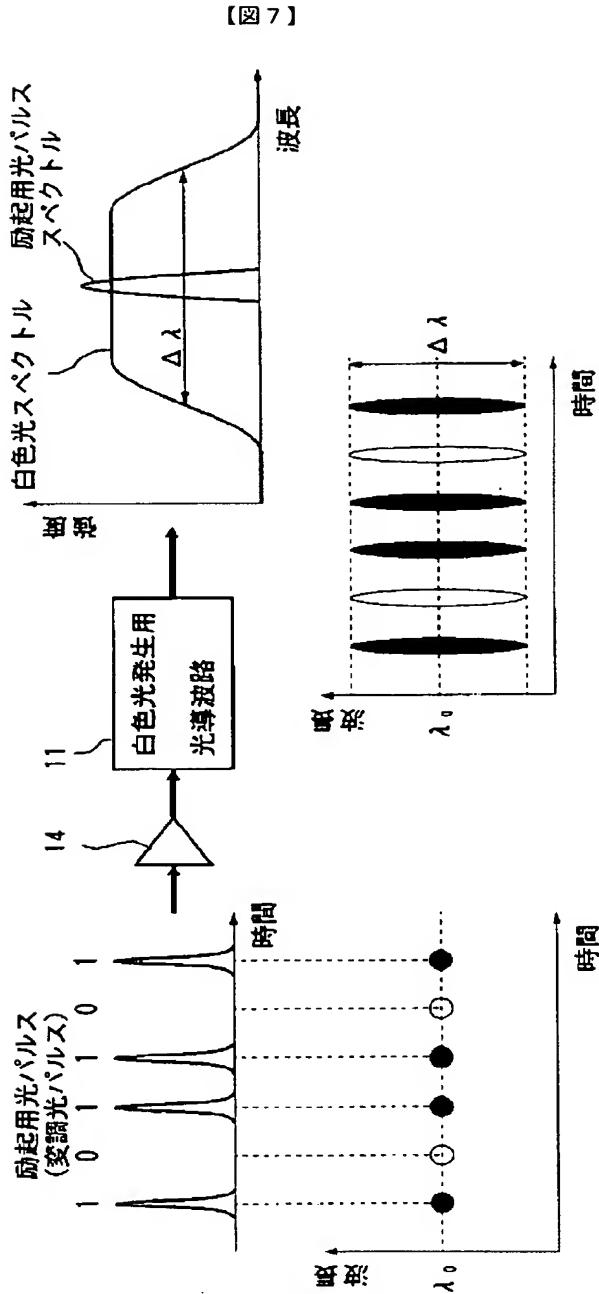 【図7】
励起用光パルス
(変調光パルス)
1 0 1 1 0 1
時間
波長
λ0
時間
14
11
白色光発生用
光導波路
強度
白色光スペクトル
励起用光パルス
スペクトル
Δλ
波長
波長
λ0
Δλ
時間